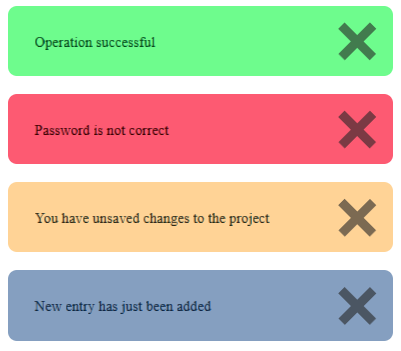 Operation successful
Password is not correct
You have unsaved changes to the project
New entry has just been added